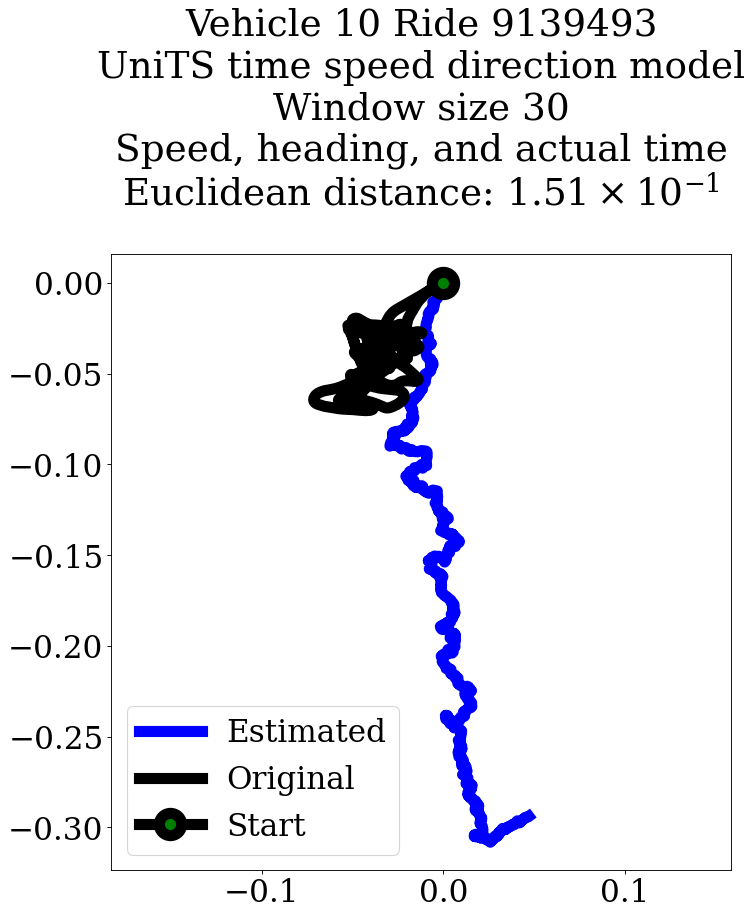 Vehicle 10 Ride 9139493
UniTS time speed direction model
Window size 30
Speed, heading, and actual time
Euclidean distance: 1.51 × 10⁻¹
0.00
−0.05
−0.10
−0.15
−0.20
−0.25
−0.30
Estimated
Original
Start
−0.1 0.0 0.1